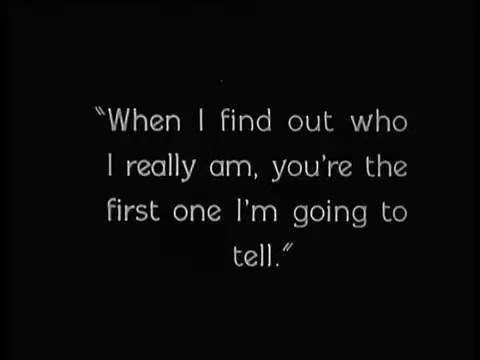 "When I find out who
I really am, you're the
first one I'm going to
tell."